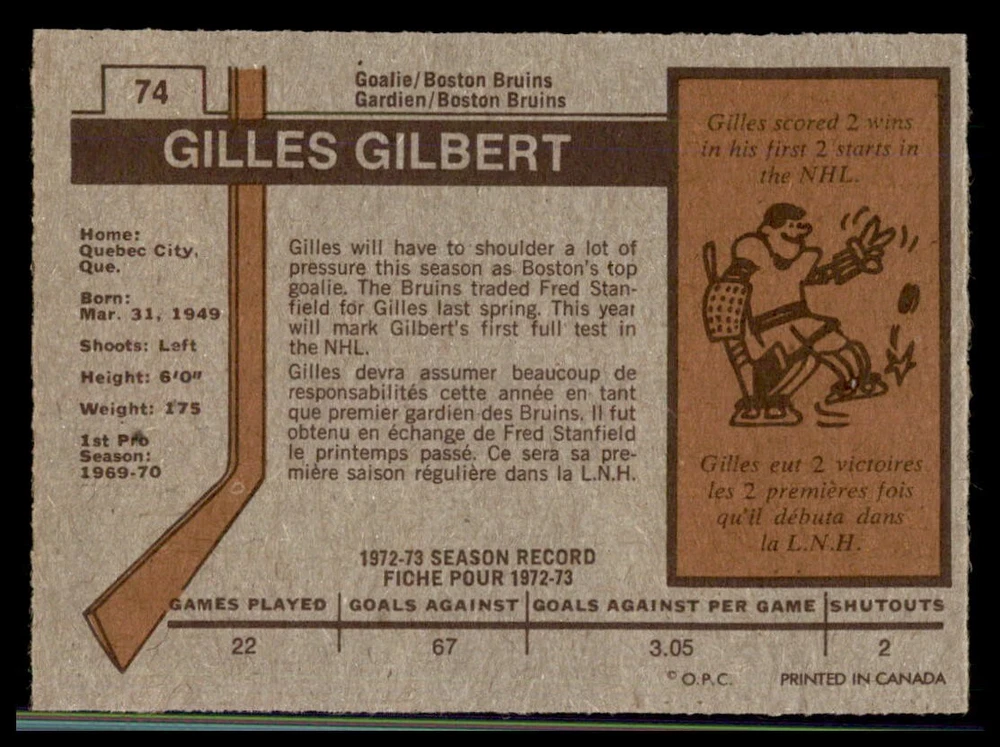 74
Goalie/Boston Bruins
Gardien/Boston Bruins
GILLES GILBERT
Home:
Quebec City,
Que.
Born:
Mar. 31, 1949
Shoots: Left
Height: 6'0"
Weight: 175
1st Pro
Season:
1969-70
Gilles will have to shoulder a lot of
pressure this season as Boston's top
goalie. The Bruins traded Fred Stan-
field for Gilles last spring. This year
will mark Gilbert's first full test in
the NHL.
Gilles devra assumer beaucoup de
responsabilités cette année en tant
que premier gardien des Bruins. Il fut
obtenu en échange de Fred Stanfield
le printemps passé. Ce sera sa pre-
mière saison régulière dans la L.N.H.
Gilles scored 2 wins
in his first 2 starts in
the NHL.
Gilles eut 2 victoires
les 2 premières fois
qu'il débuta dans
la L.N.H.
1972-73 SEASON RECORD
FICHE POUR 1972-73
GAMES PLAYED GOALS AGAINST GOALS AGAINST PER GAME SHUTOUTS
22 67 3.05 2
© O.P.C. PRINTED IN CANADA